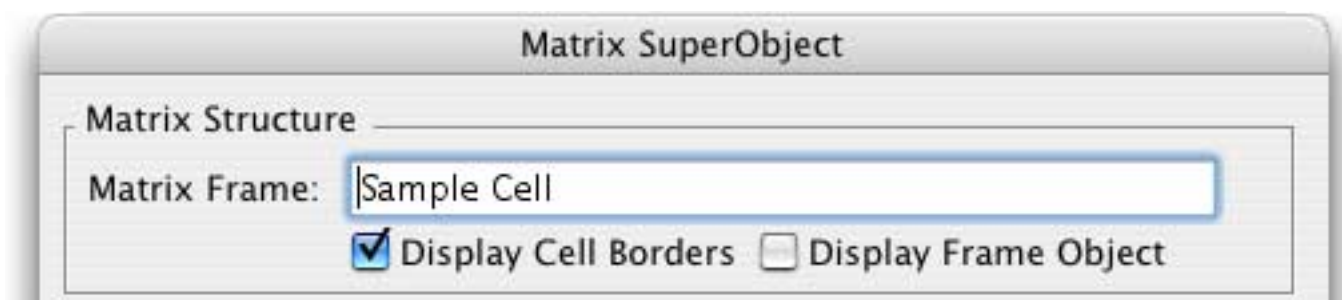 Matrix SuperObject
Matrix Structure
Matrix Frame: Sample Cell
Display Cell Borders Display Frame Object